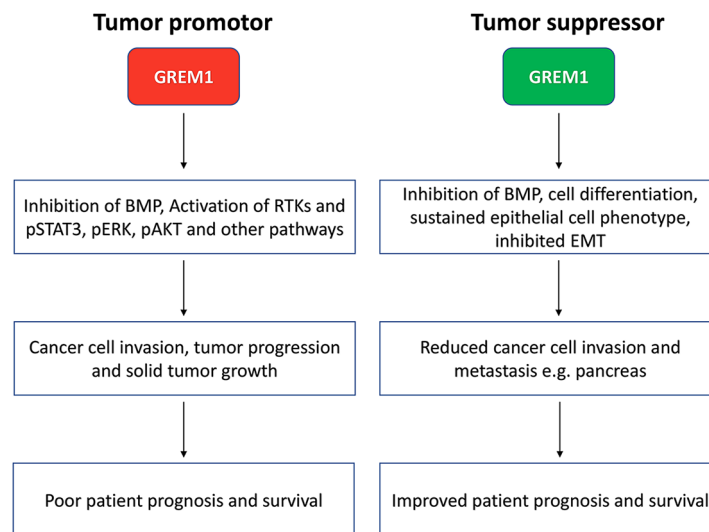 Tumor promotor
GREM1
Inhibition of BMP, Activation of RTKs and
pSTAT3, pERK, pAKT and other pathways
Cancer cell invasion, tumor progression
and solid tumor growth
Poor patient prognosis and survival
Tumor suppressor
GREM1
Inhibition of BMP, cell differentiation,
sustained epithelial cell phenotype,
inhibited EMT
Reduced cancer cell invasion and
metastasis e.g. pancreas
Improved patient prognosis and survival